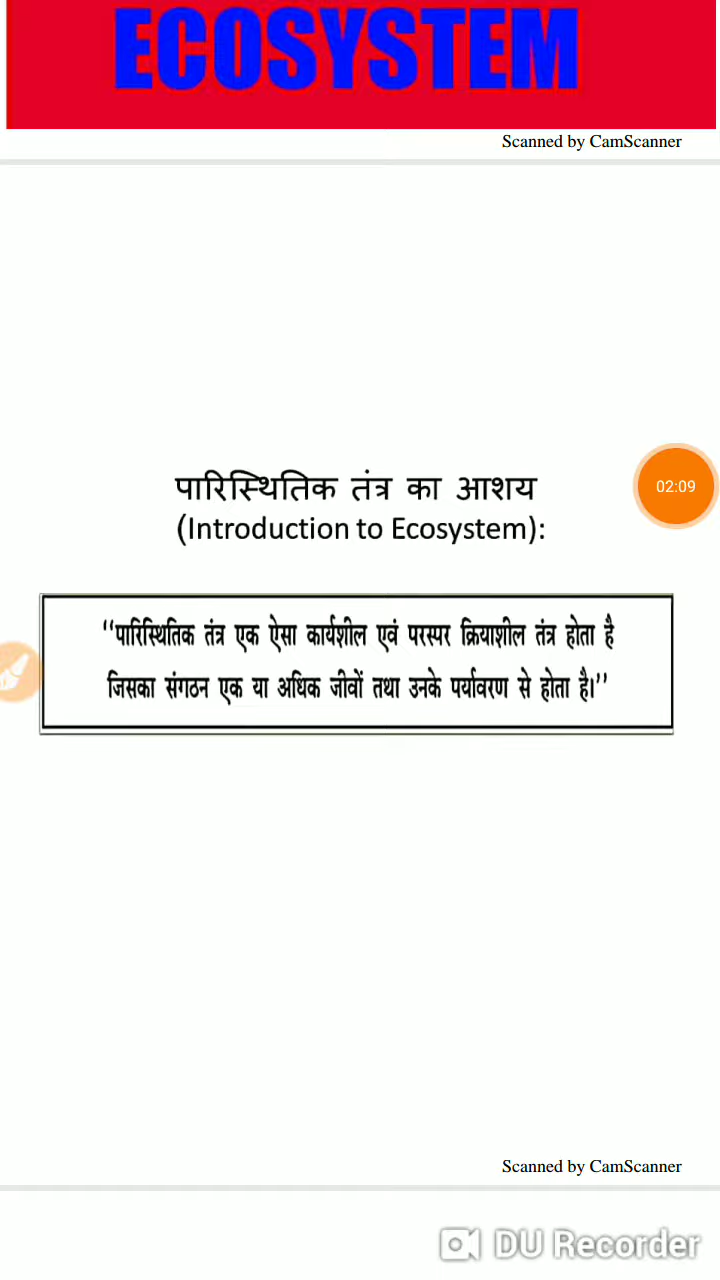 ECOSYSTEM
Scanned by CamScanner
पारिस्थितिक तंत्र का आशय
(Introduction to Ecosystem):
02:09
‘‘पारिस्थितिक तंत्र एक ऐसा कार्यशील एवं परस्पर क्रियाशील तंत्र होता है
जिसका संगठन एक या अधिक जीवों तथा उनके पर्यावरण से होता है।’’
Scanned by CamScanner
DU Recorder